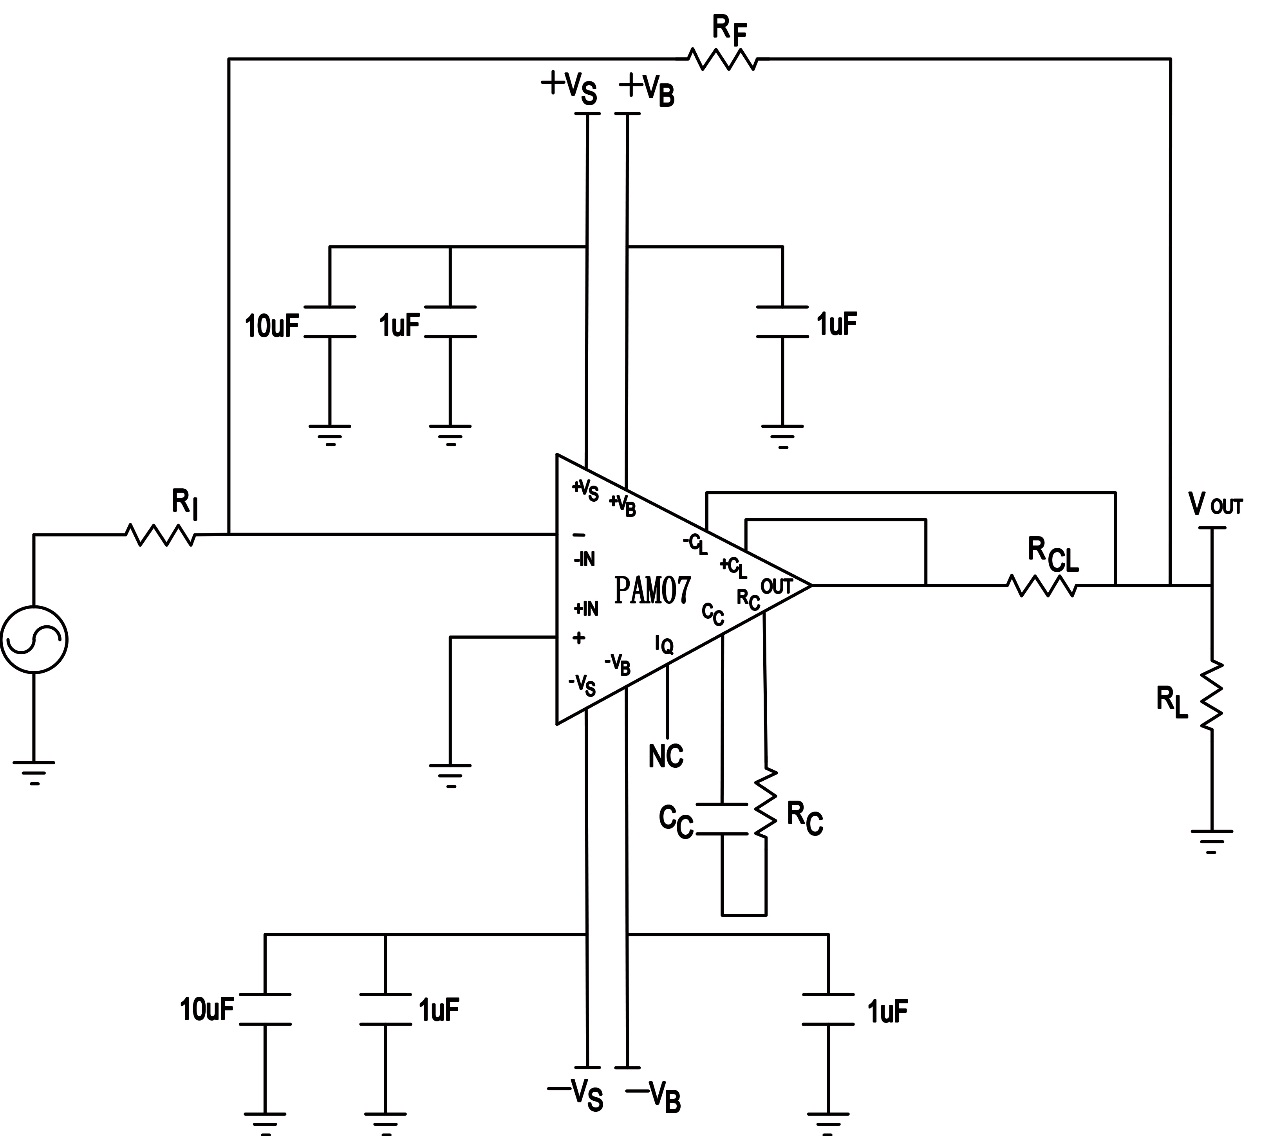 RF
+VS +VB
10uF 1uF 1uF
RI
+VS +VB
-CL
+CL
−
-IN
PAM07
OUT
+IN
+
RC
CC
IQ
-VB
-VS
RCL
VOUT
RL
NC
CC RC
10uF 1uF 1uF
−VS −VB